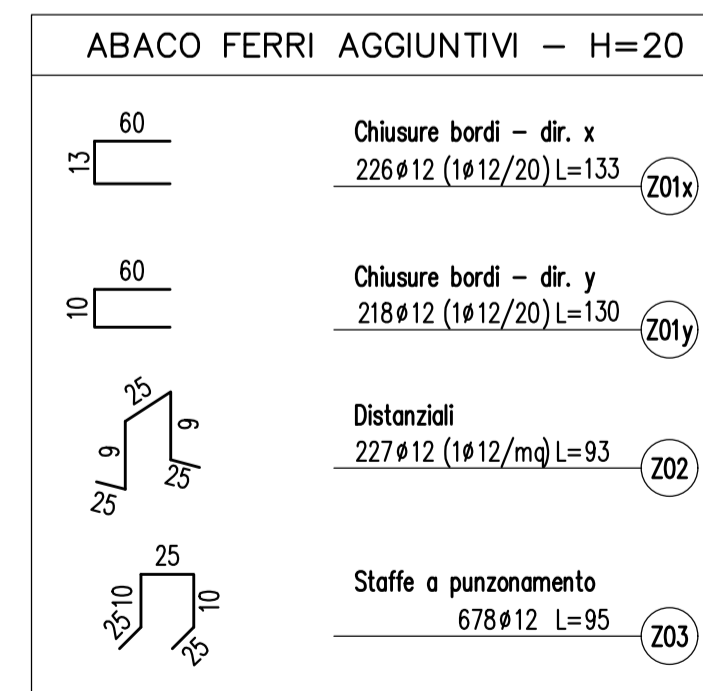 ABACO FERRI AGGIUNTIVI – H=20
60
13
Chiusure bordi – dir. x
226ø12 (1ø12/20) L=133
Z01x
60
10
Chiusure bordi – dir. y
218ø12 (1ø12/20) L=130
Z01y
25
9
9
25
25
Distanziali
227ø12 (1ø12/mq) L=93
Z02
25
10
10
25
25
Staffe a punzonamento
678ø12 L=95
Z03